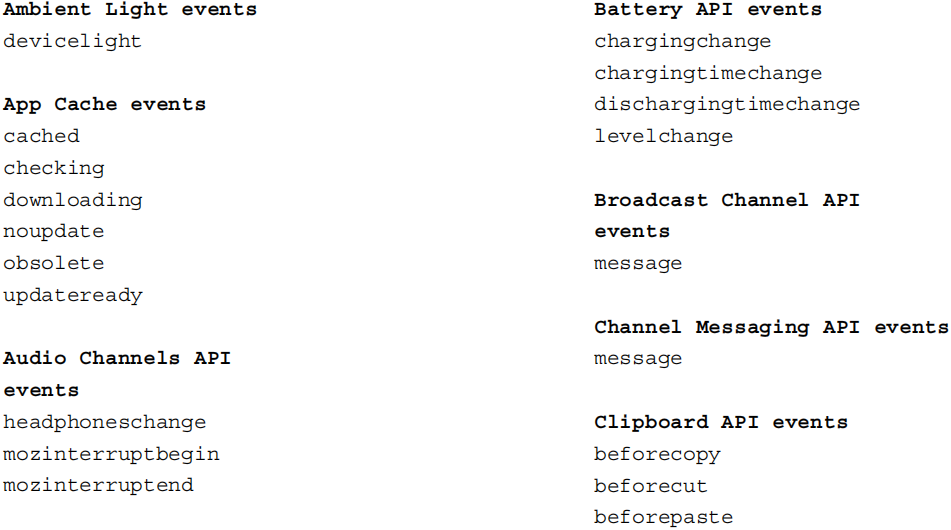 Ambient Light events
devicelight
App Cache events
cached
checking
downloading
noupdate
obsolete
updateready
Audio Channels API
events
headphoneschange
mozinterruptbegin
mozinterruptend
Battery API events
chargingchange
chargingtimechange
dischargingtimechange
levelchange
Broadcast Channel API
events
message
Channel Messaging API events
message
Clipboard API events
beforecopy
beforecut
beforepaste